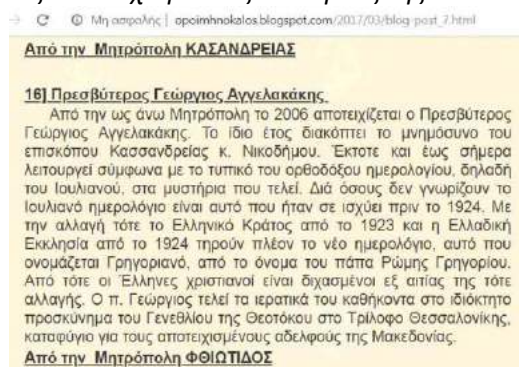 Μη ασφαλής | opoimhnokalos.blogspot.com/2017/03/blog-post_7.html
Από την Μητρόπολη ΚΑΣΑΝΔΡΕΙΑΣ
16] Πρεσβύτερος Γεώργιος Αγγελακάκης
Από την ως άνω Μητρόπολη το 2006 αποτειχίζεται ο Πρεσβύτερος
Γεώργιος Αγγελακάκης. Το ίδιο έτος διακόπτει το μνημόσυνο του
επισκόπου Κασσανδρείας κ. Νικοδήμου. Έκτοτε και έως σήμερα
λειτουργεί σύμφωνα με το τυπικό του ορθοδόξου ημερολογίου, δηλαδή
του Ιουλιανού, στα μυστήρια που τελεί. Διά όσους δεν γνωρίζουν το
Ιουλιανό ημερολόγιο είναι αυτό που ήταν σε ισχύει πριν το 1924. Με
την αλλαγή τότε το Ελληνικό Κράτος από το 1923 και η Ελλαδική
Εκκλησία από το 1924 τηρούν πλέον το νέο ημερολόγιο, αυτό που
ονομάζεται Γρηγοριανό, από το όνομα του πάπα Ρώμης Γρηγορίου.
Από τότε οι Έλληνες χριστιανοί είναι διχασμένοι εξ αιτίας της τότε
αλλαγής. Ο π. Γεώργιος τελεί τα ιερατικά του καθήκοντα στο ιδιόκτητο
προσκύνημα του Γενεθλίου της Θεοτόκου στο Τρίλοφο Θεσσαλονίκης,
καταφύγιο για τους αποτειχισμένους αδελφούς της Μακεδονίας.
Από την Μητρόπολη ΦΘΙΩΤΙΔΟΣ